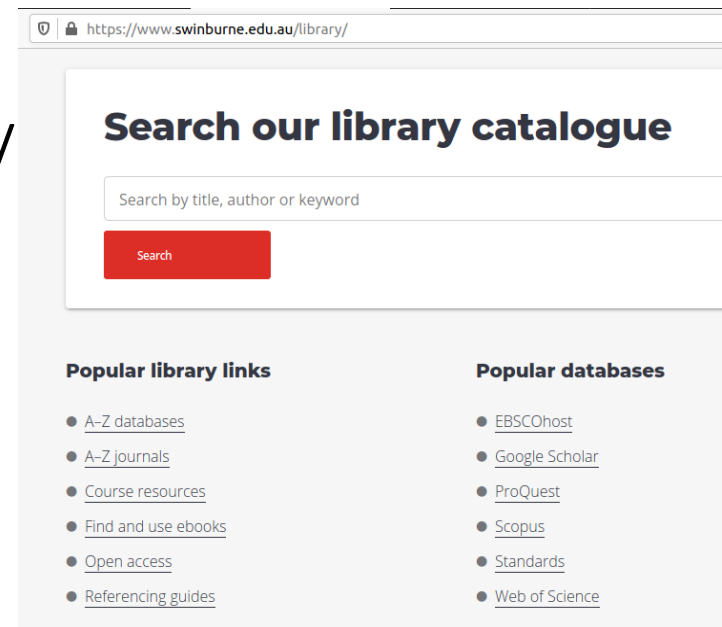 https://www.swinburne.edu.au/library/
y
Search our library catalogue
Search by title, author or keyword
Search
Popular library links
A–Z databases
A–Z journals
Course resources
Find and use ebooks
Open access
Referencing guides
Popular databases
EBSCOhost
Google Scholar
ProQuest
Scopus
Standards
Web of Science